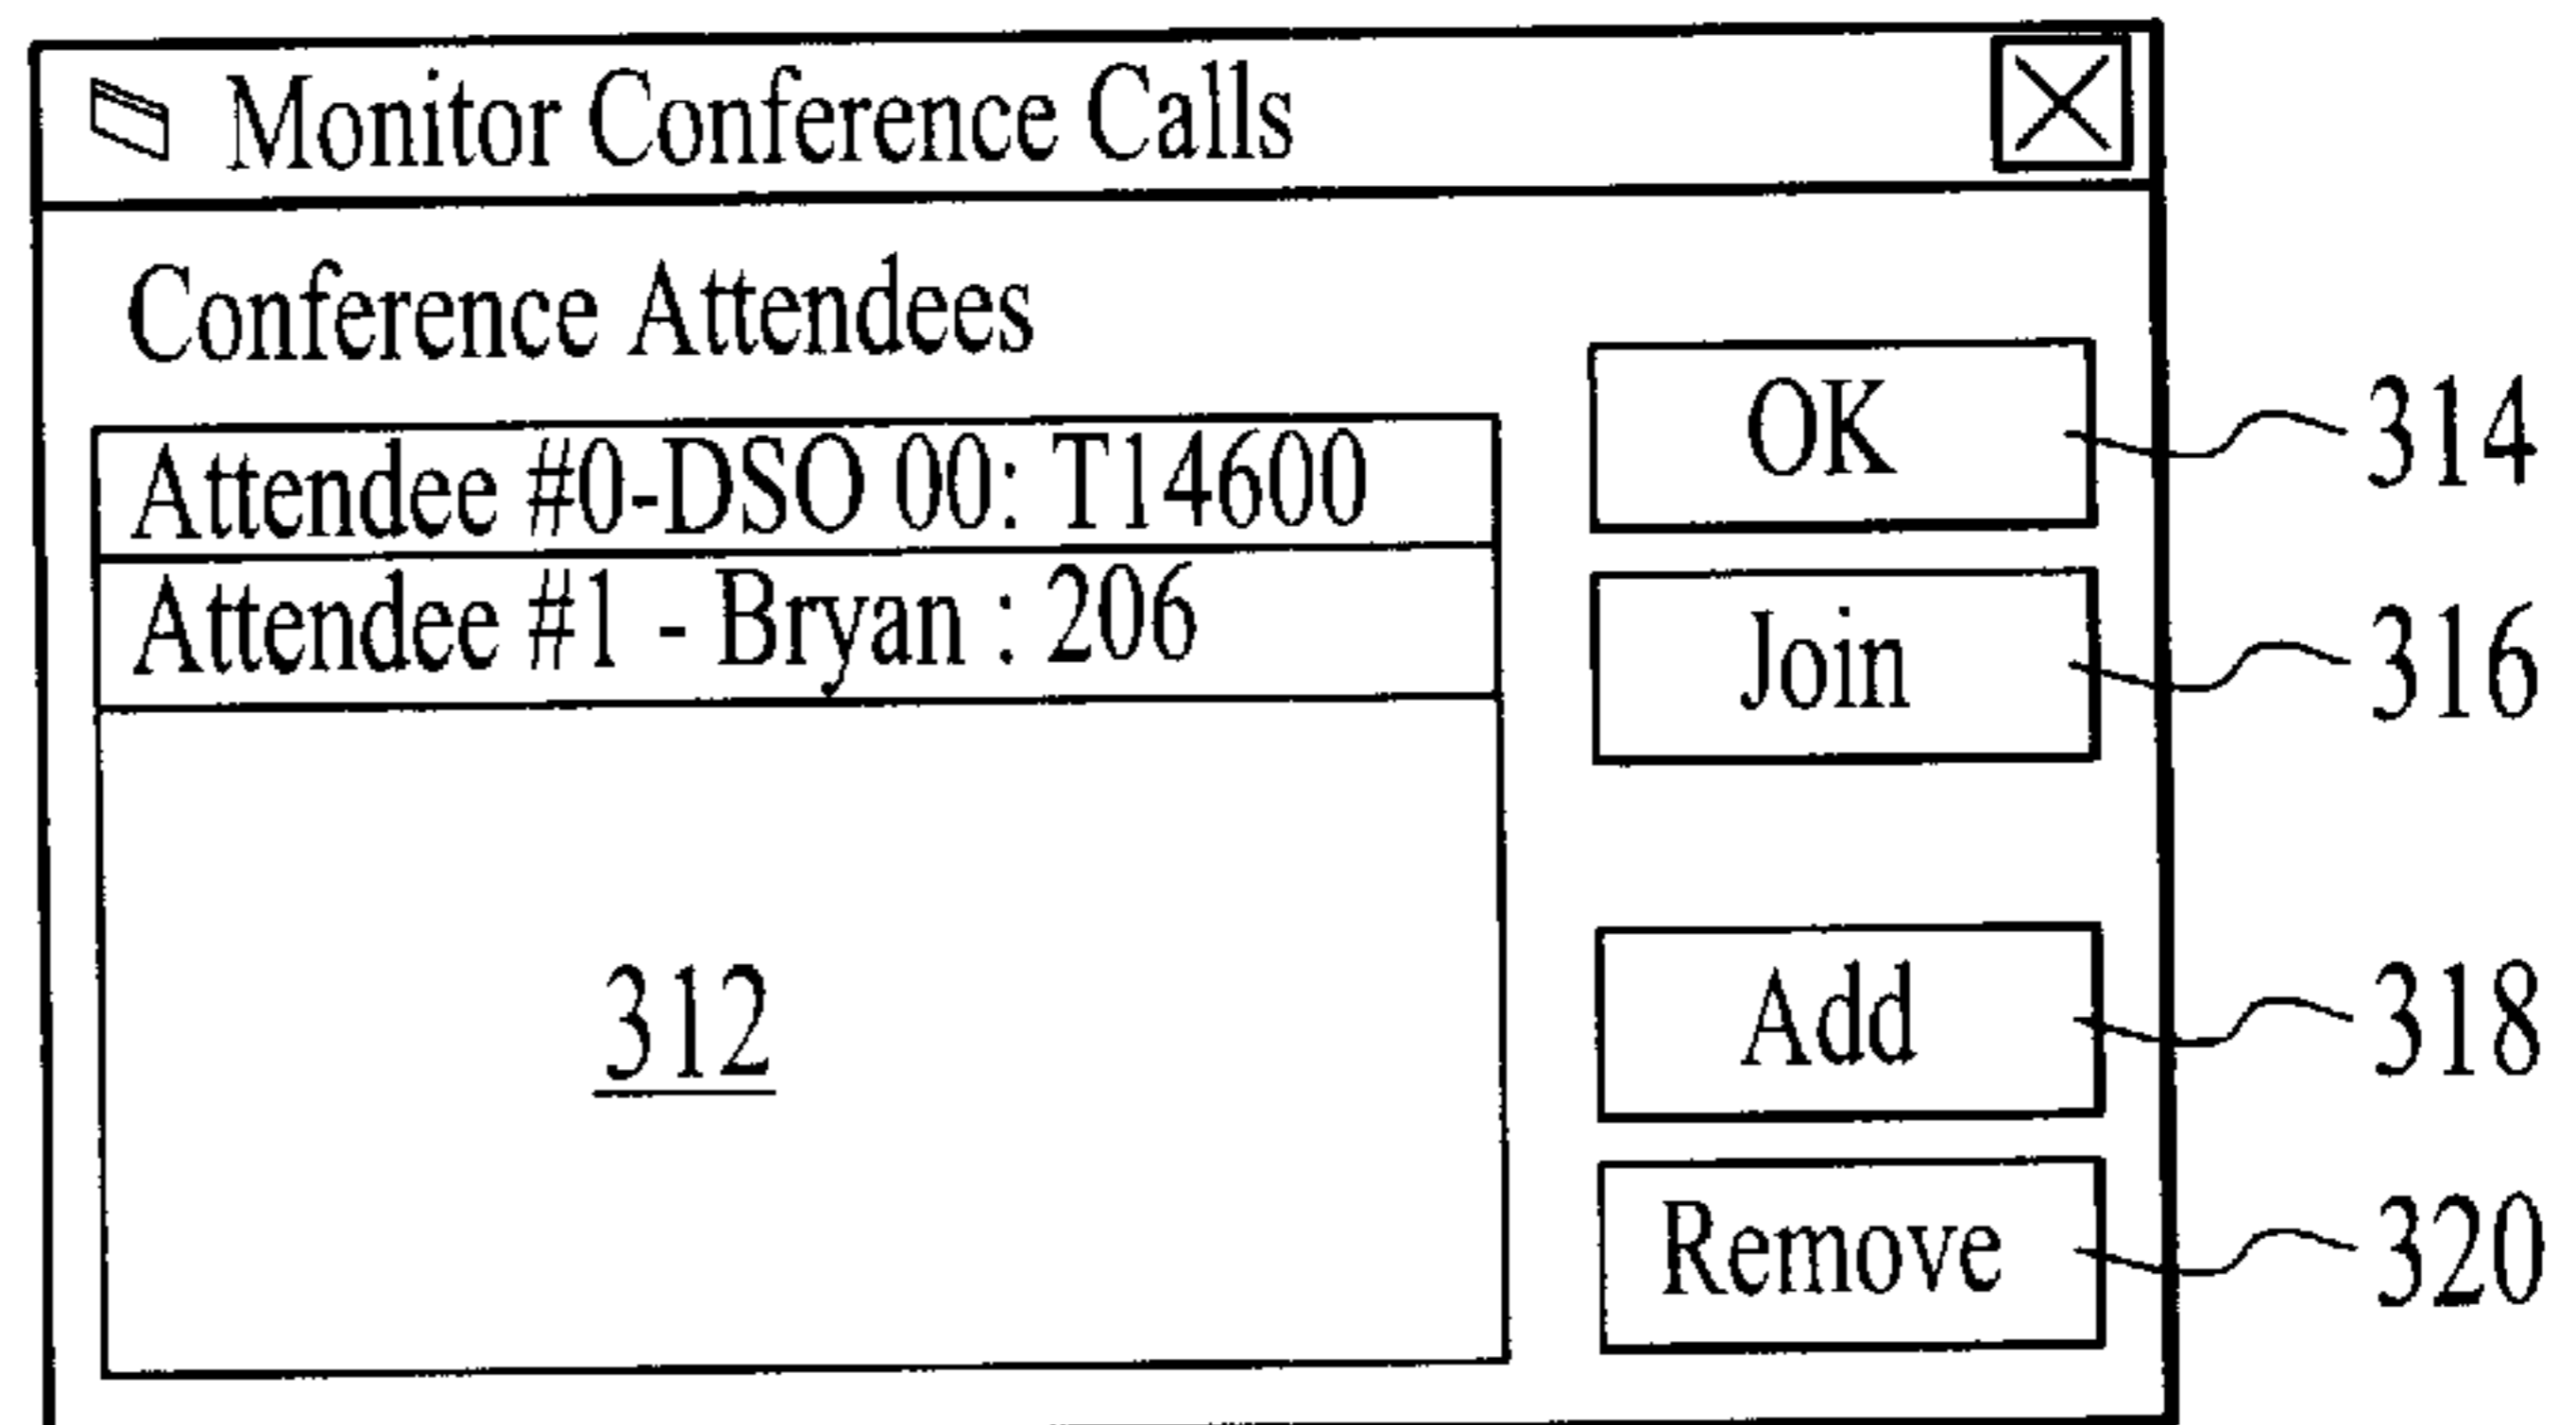 Monitor Conference Calls
Conference Attendees
Attendee #0-DSO 00: T14600
Attendee #1 - Bryan : 206
312
OK
314
Join
316
Add
318
Remove
320